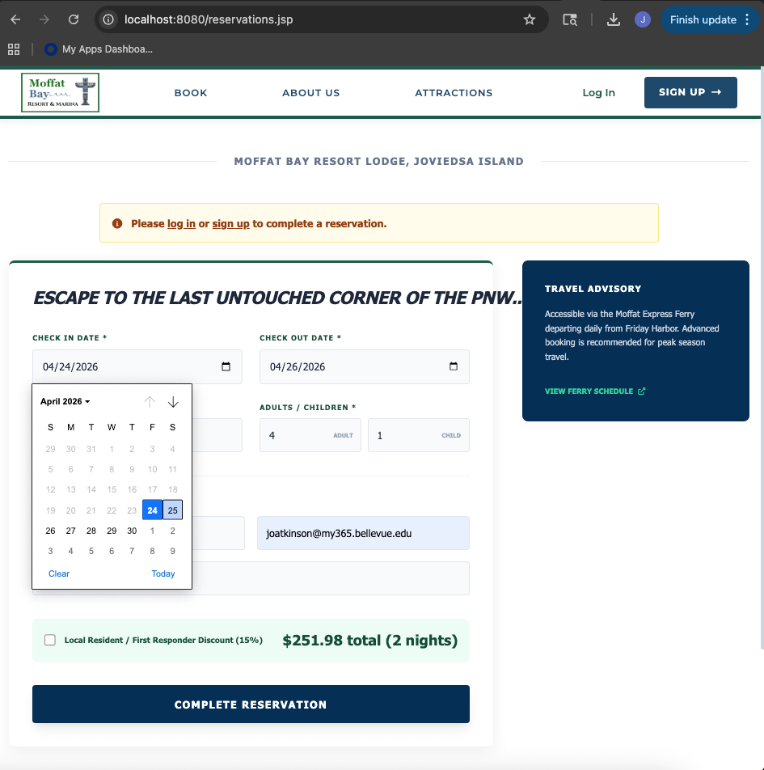 localhost:8080/reservations.jsp
J
Finish update
My Apps Dashboa...
Moffat
Bay
RESORT & MARINA
BOOK
ABOUT US
ATTRACTIONS
Log In
SIGN UP →
MOFFAT BAY RESORT LODGE, JOVIEDSA ISLAND
Please log in or sign up to complete a reservation.
ESCAPE TO THE LAST UNTOUCHED CORNER OF THE PNW..
CHECK IN DATE *
CHECK OUT DATE *
04/24/2026
04/26/2026
April 2026
S M T W T F S
29 30 31 1 2 3 4
5 6 7 8 9 10 11
12 13 14 15 16 17 18
19 20 21 22 23 24 25
26 27 28 29 30 1 2
3 4 5 6 7 8 9
Clear
Today
ADULTS / CHILDREN *
4 ADULT
1 CHILD
joatkinson@my365.bellevue.edu
Local Resident / First Responder Discount (15%)
$251.98 total (2 nights)
COMPLETE RESERVATION
TRAVEL ADVISORY
Accessible via the Moffat Express Ferry
departing daily from Friday Harbor. Advanced
booking is recommended for peak season
travel.
VIEW FERRY SCHEDULE